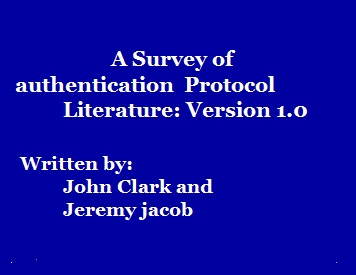 A Survey of
authentication Protocol
Literature: Version 1.0
Written by:
John Clark and
Jeremy jacob